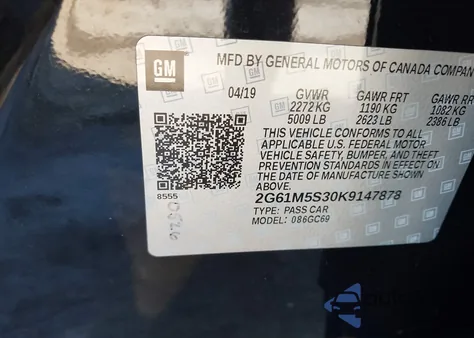 GM
MFD BY GENERAL MOTORS OF CANADA COMPAN
04/19 GVWR GAWR FRT GAWR RR
2272 KG 1190 KG 1082 KG
5009 LB 2623 LB 2386 LB
THIS VEHICLE CONFORMS TO ALL
APPLICABLE U.S. FEDERAL MOTOR
VEHICLE SAFETY, BUMPER, AND THEFT
PREVENTION STANDARDS IN EFFECT ON
THE DATE OF MANUFACTURE SHOWN
ABOVE.
8555
2G61M5S30K9147878
TYPE: PASS CAR
MODEL: 086GC69